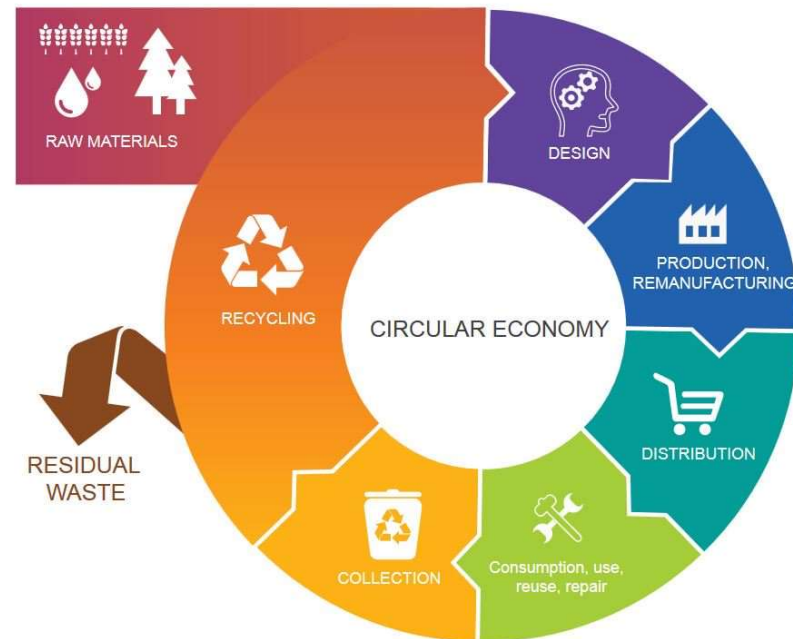 RAW MATERIALS
DESIGN
PRODUCTION,
REMANUFACTURING
RECYCLING
CIRCULAR ECONOMY
DISTRIBUTION
RESIDUAL
WASTE
COLLECTION
Consumption, use,
reuse, repair